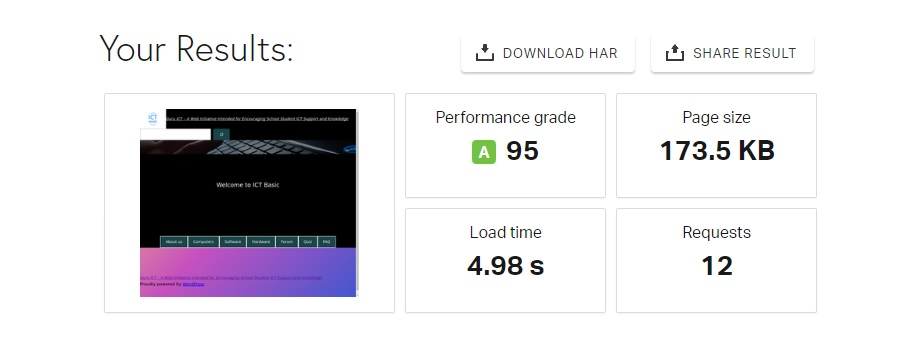 Your Results:
DOWNLOAD HAR
SHARE RESULT
ICT
Guru ICT - A Web Initiative Intended for Encouraging School Student ICT Support and Knowledge
Welcome to ICT Basic
About us
Computers
Software
Hardware
Forum
Quiz
FAQ
Guru ICT - A Web Initiative Intended for Encouraging School Student ICT Support and Knowledge
Proudly powered by WordPress
Performance grade
A 95
Page size
173.5 KB
Load time
4.98 s
Requests
12